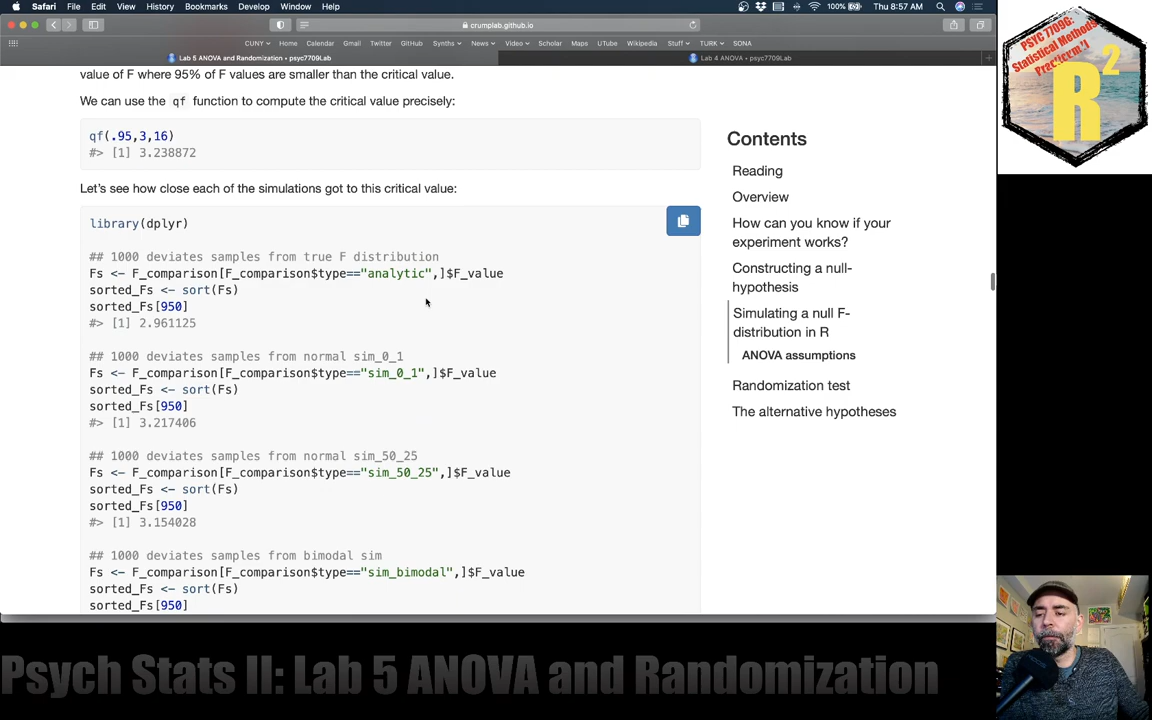 Safari File Edit View History Bookmarks Develop Window Help
100% Thu 8:57 AM
crumplab.github.io
CUNY Home Calendar Gmail Twitter GitHub Synths News Video Scholar Maps UTube Wikipedia Stuff TURK SONA
Lab 5 ANOVA and Randomization • psyc7709Lab
Lab 4 ANOVA • psyc7709Lab
value of F where 95% of F values are smaller than the critical value.
We can use the qf function to compute the critical value precisely:
qf(.95,3,16)
#> [1] 3.238872
Let's see how close each of the simulations got to this critical value:
library(dplyr)
## 1000 deviates samples from true F distribution
Fs <- F_comparison[F_comparison$type=="analytic",]$F_value
sorted_Fs <- sort(Fs)
sorted_Fs[950]
#> [1] 2.961125
## 1000 deviates samples from normal sim_0_1
Fs <- F_comparison[F_comparison$type=="sim_0_1",]$F_value
sorted_Fs <- sort(Fs)
sorted_Fs[950]
#> [1] 3.217406
## 1000 deviates samples from normal sim_50_25
Fs <- F_comparison[F_comparison$type=="sim_50_25",]$F_value
sorted_Fs <- sort(Fs)
sorted_Fs[950]
#> [1] 3.154028
## 1000 deviates samples from bimodal sim
Fs <- F_comparison[F_comparison$type=="sim_bimodal",]$F_value
sorted_Fs <- sort(Fs)
sorted_Fs[950]
Contents
Reading
Overview
How can you know if your
experiment works?
Constructing a null-
hypothesis
Simulating a null F-
distribution in R
ANOVA assumptions
Randomization test
The alternative hypotheses
PSYC 7709G:
Statistical Methods
Practicum I
R2
Psych Stats II: Lab 5 ANOVA and Randomization